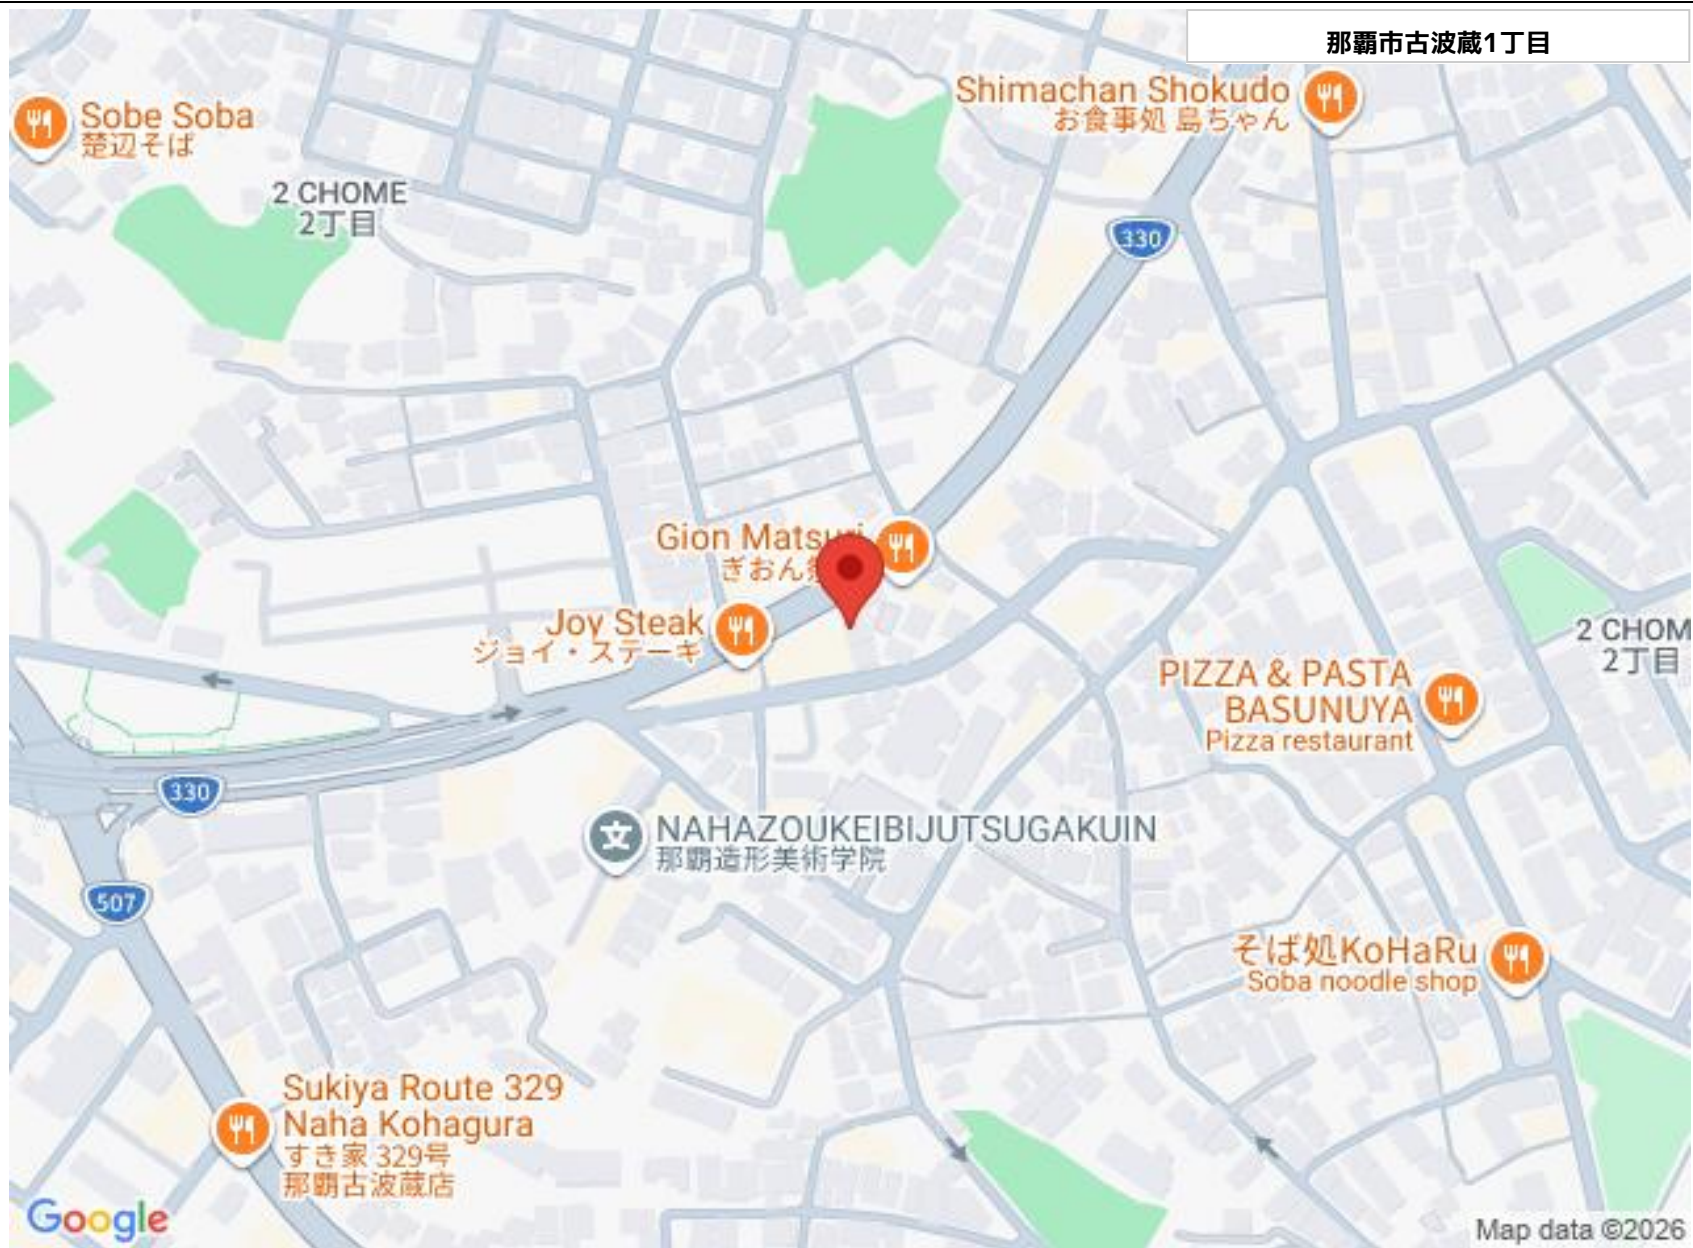 那覇市古波蔵1丁目
Shimachan Shokudo
お食事処 島ちゃん
Sobe Soba
楚辺そば
2 CHOME
2丁目
330
Gion Matsuri
ぎおん祭
Joy Steak
ジョイ・ステーキ
2 CHOM
2丁目
PIZZA & PASTA
BASUNUYA
Pizza restaurant
330
NAHAZOUKEIBIJUTSUGAKUIN
那覇造形美術学院
507
そば処KoHaRu
Soba noodle shop
Sukiya Route 329
Naha Kohagura
すき家 329号
那覇古波蔵店
Google
Map data ©2026